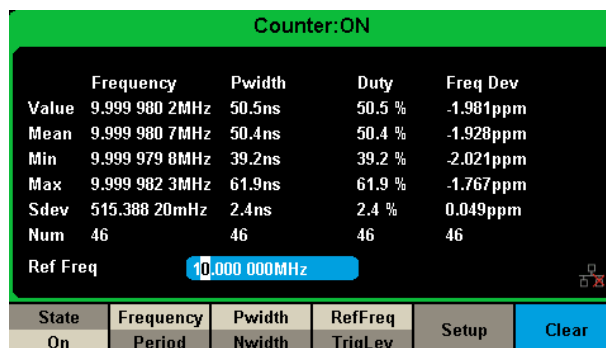 Counter:ON
Frequency Pwidth Duty Freq Dev
Value 9.999 980 2MHz 50.5ns 50.5 % -1.981ppm
Mean 9.999 980 7MHz 50.4ns 50.4 % -1.928ppm
Min 9.999 979 8MHz 39.2ns 39.2 % -2.021ppm
Max 9.999 982 3MHz 61.9ns 61.9 % -1.767ppm
Sdev 515.388 20mHz 2.4ns 2.4 % 0.049ppm
Num 46 46 46 46
Ref Freq 10.000 000MHz
State Frequency Pwidth RefFreq Setup Clear
On Period Nwidth TrigLev